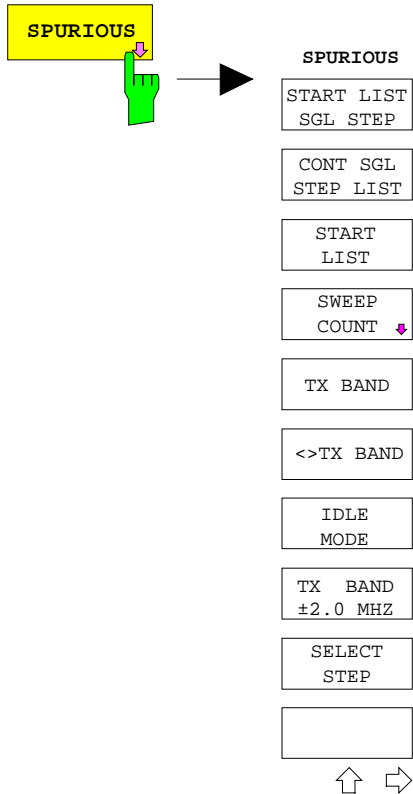 SPURIOUS
SPURIOUS
START LIST
SGL STEP
CONT SGL
STEP LIST
START
LIST
SWEEP
COUNT
TX BAND
<>TX BAND
IDLE
MODE
TX BAND
±2.0 MHZ
SELECT
STEP